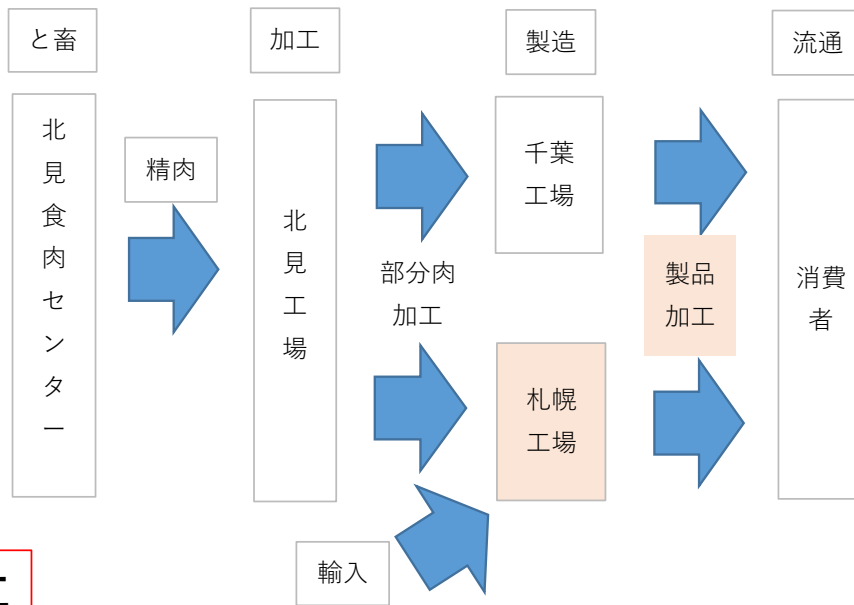 と畜
加工
製造
流通
北見食肉センター
精肉
北見工場
部分肉
加工
千葉
工場
札幌
工場
製品
加工
消費
者
輸入